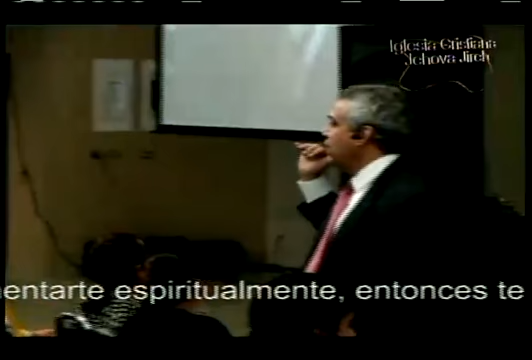 Iglesia Cristiana
Jehova Jireh
entarte espiritualmente, entonces te